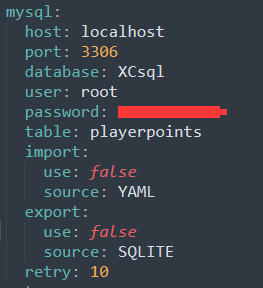 mysql:
host: localhost
port: 3306
database: XCsql
user: root
password:
table: playerpoints
import:
use: false
source: YAML
export:
use: false
source: SQLITE
retry: 10